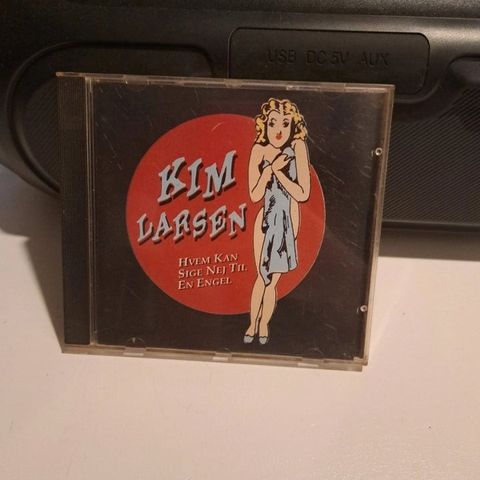 USB DC 5V AUX
KIM
LARSEN
HVEM KAN
SIGE NEJ TIL
EN ENGEL